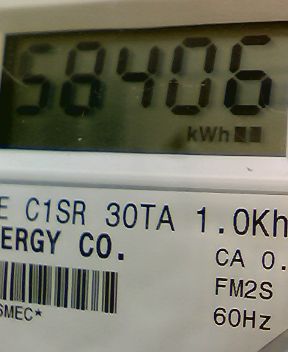 58406
kWh
E C1SR 30TA 1.0Kh
ERGY CO.
CA 0.
FM2S
SMEC*
60Hz